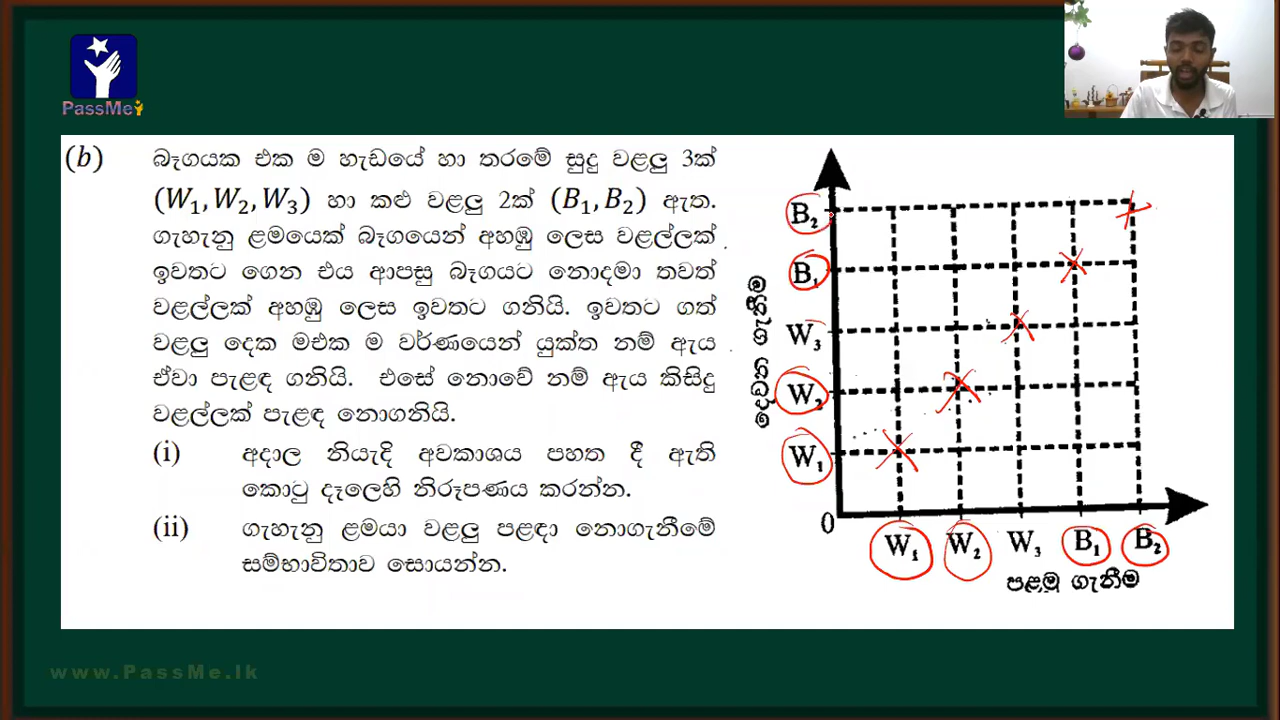 PassMe
(b) බෑගයක එක ම හැඩයේ හා තරමේ සුදු වළලු 3ක්
(W₁, W₂, W₃) හා කළු වළලු 2ක් (B₁, B₂) ඇත.
ගැහැනු ළමයෙක් බෑගයෙන් අහඹු ලෙස වළල්ලක්
ඉවතට ගෙන එය ආපසු බෑගයට නොදමා තවත්
වළල්ලක් අහඹු ලෙස ඉවතට ගනියි. ඉවතට ගත්
වළලු දෙක මඑක ම වර්ණයෙන් යුක්ත නම් ඇය
ඒවා පැළඳ ගනියි. එසේ නොවේ නම් ඇය කිසිදු
වළල්ලක් පැළඳ නොගනියි.
(i) අදාල නියැදි අවකාශය පහත දී ඇති
කොටු දැලෙහි නිරූපණය කරන්න.
(ii) ගැහැනු ළමයා වළලු පළඳා නොගැනීමේ
සම්භාවිතාව සොයන්න.
දෙවන ගැනීම
B₂
B₁
W₃
W₂
W₁
0
W₁ W₂ W₃ B₁ B₂
පළමු ගැනීම
www.PassMe.lk